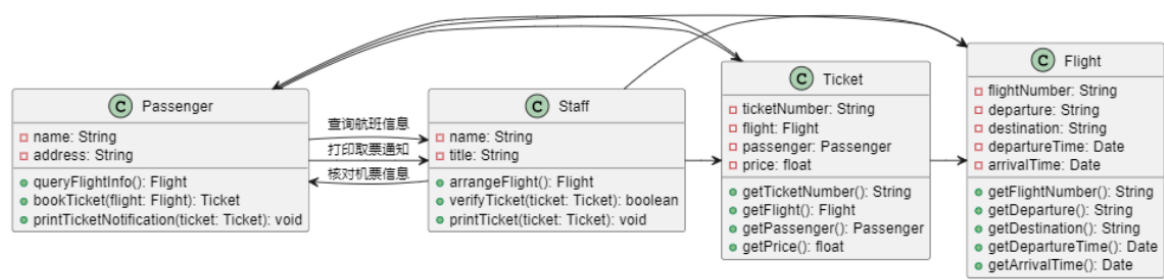 C Passenger
name: String
address: String
queryFlightInfo(): Flight
bookTicket(flight: Flight): Ticket
printTicketNotification(ticket: Ticket): void
查询航班信息
打印取票通知
核对机票信息
C Staff
name: String
title: String
arrangeFlight(): Flight
verifyTicket(ticket: Ticket): boolean
printTicket(ticket: Ticket): void
C Ticket
ticketNumber: String
flight: Flight
passenger: Passenger
price: float
getTicketNumber(): String
getFlight(): Flight
getPassenger(): Passenger
getPrice(): float
C Flight
flightNumber: String
departure: String
destination: String
departureTime: Date
arrivalTime: Date
getFlightNumber(): String
getDeparture(): String
getDestination(): String
getDepartureTime(): Date
getArrivalTime(): Date